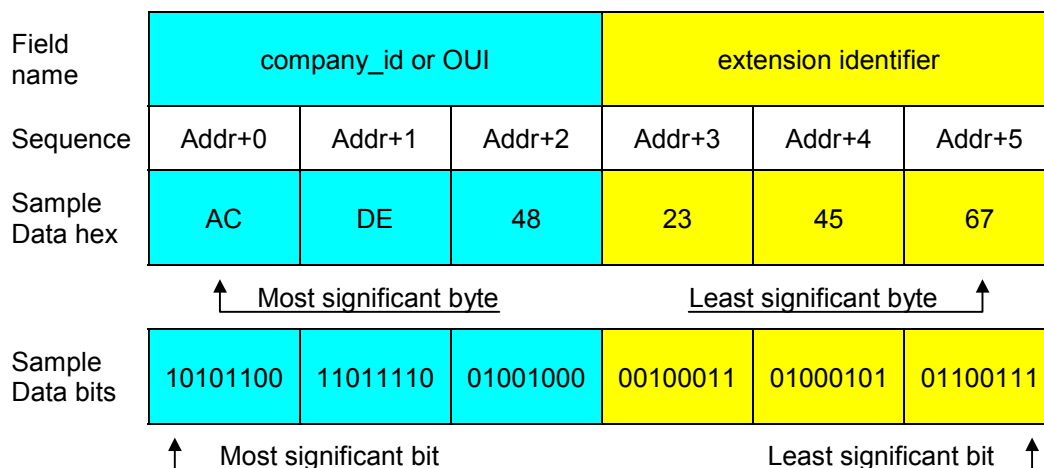 Field name company_id or OUI extension identifier
Sequence Addr+0 Addr+1 Addr+2 Addr+3 Addr+4 Addr+5
Sample Data hex AC DE 48 23 45 67
Most significant byte Least significant byte
Sample Data bits 10101100 11011110 01001000 00100011 01000101 01100111
Most significant bit Least significant bit